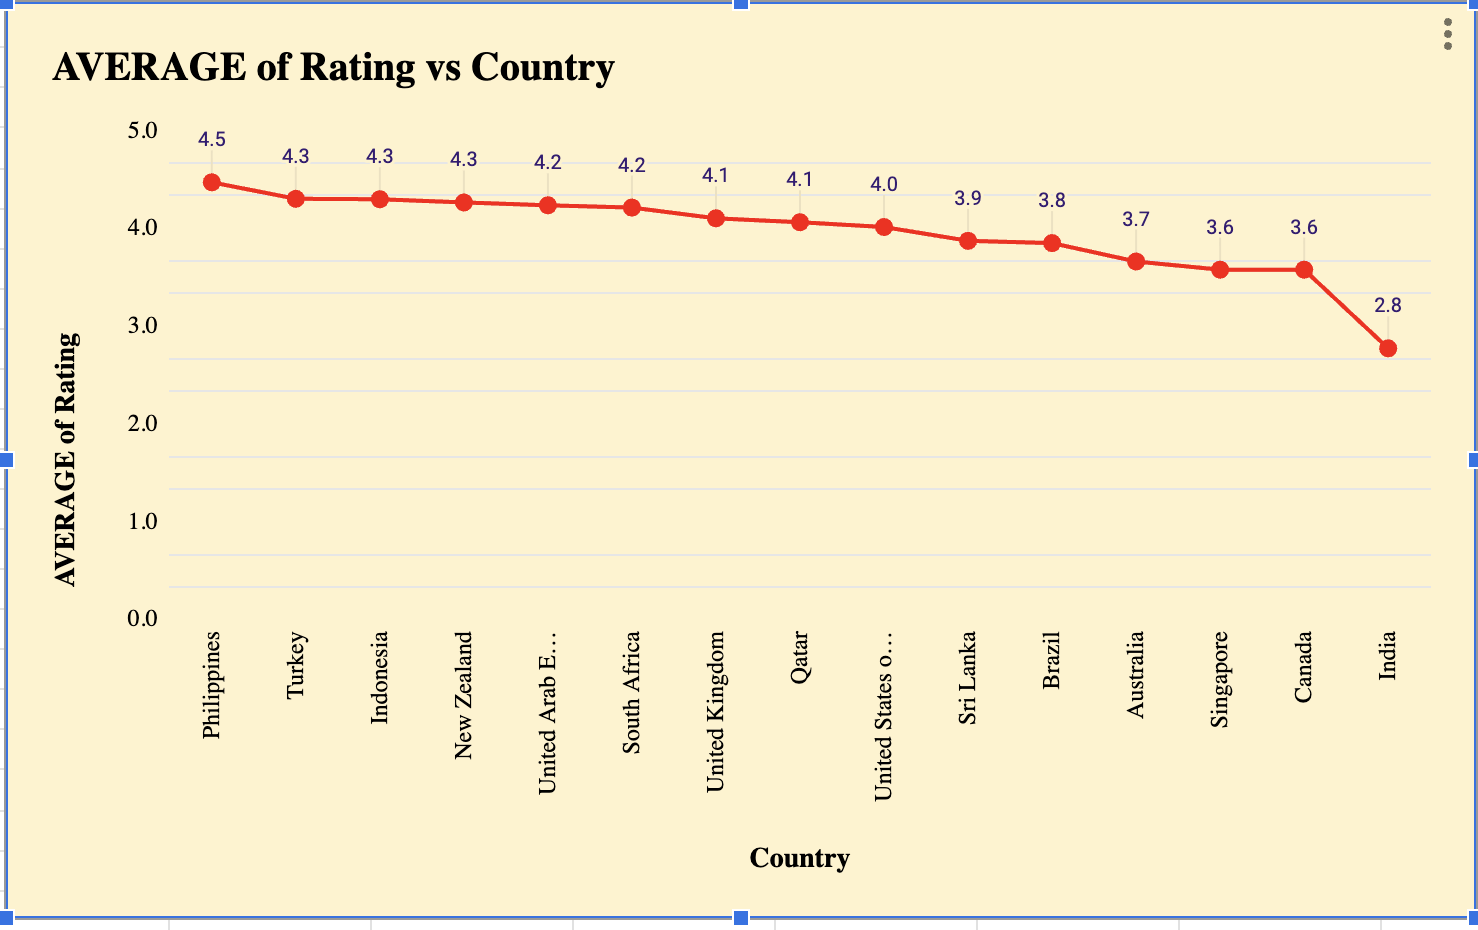 AVERAGE of Rating vs Country
AVERAGE of Rating
5.0
4.0
3.0
2.0
1.0
0.0
4.5
4.3
4.3
4.3
4.2
4.2
4.1
4.1
4.0
3.9
3.8
3.7
3.6
3.6
2.8
Philippines
Turkey
Indonesia
New Zealand
United Arab E…
South Africa
United Kingdom
Qatar
United States o…
Sri Lanka
Brazil
Australia
Singapore
Canada
India
Country